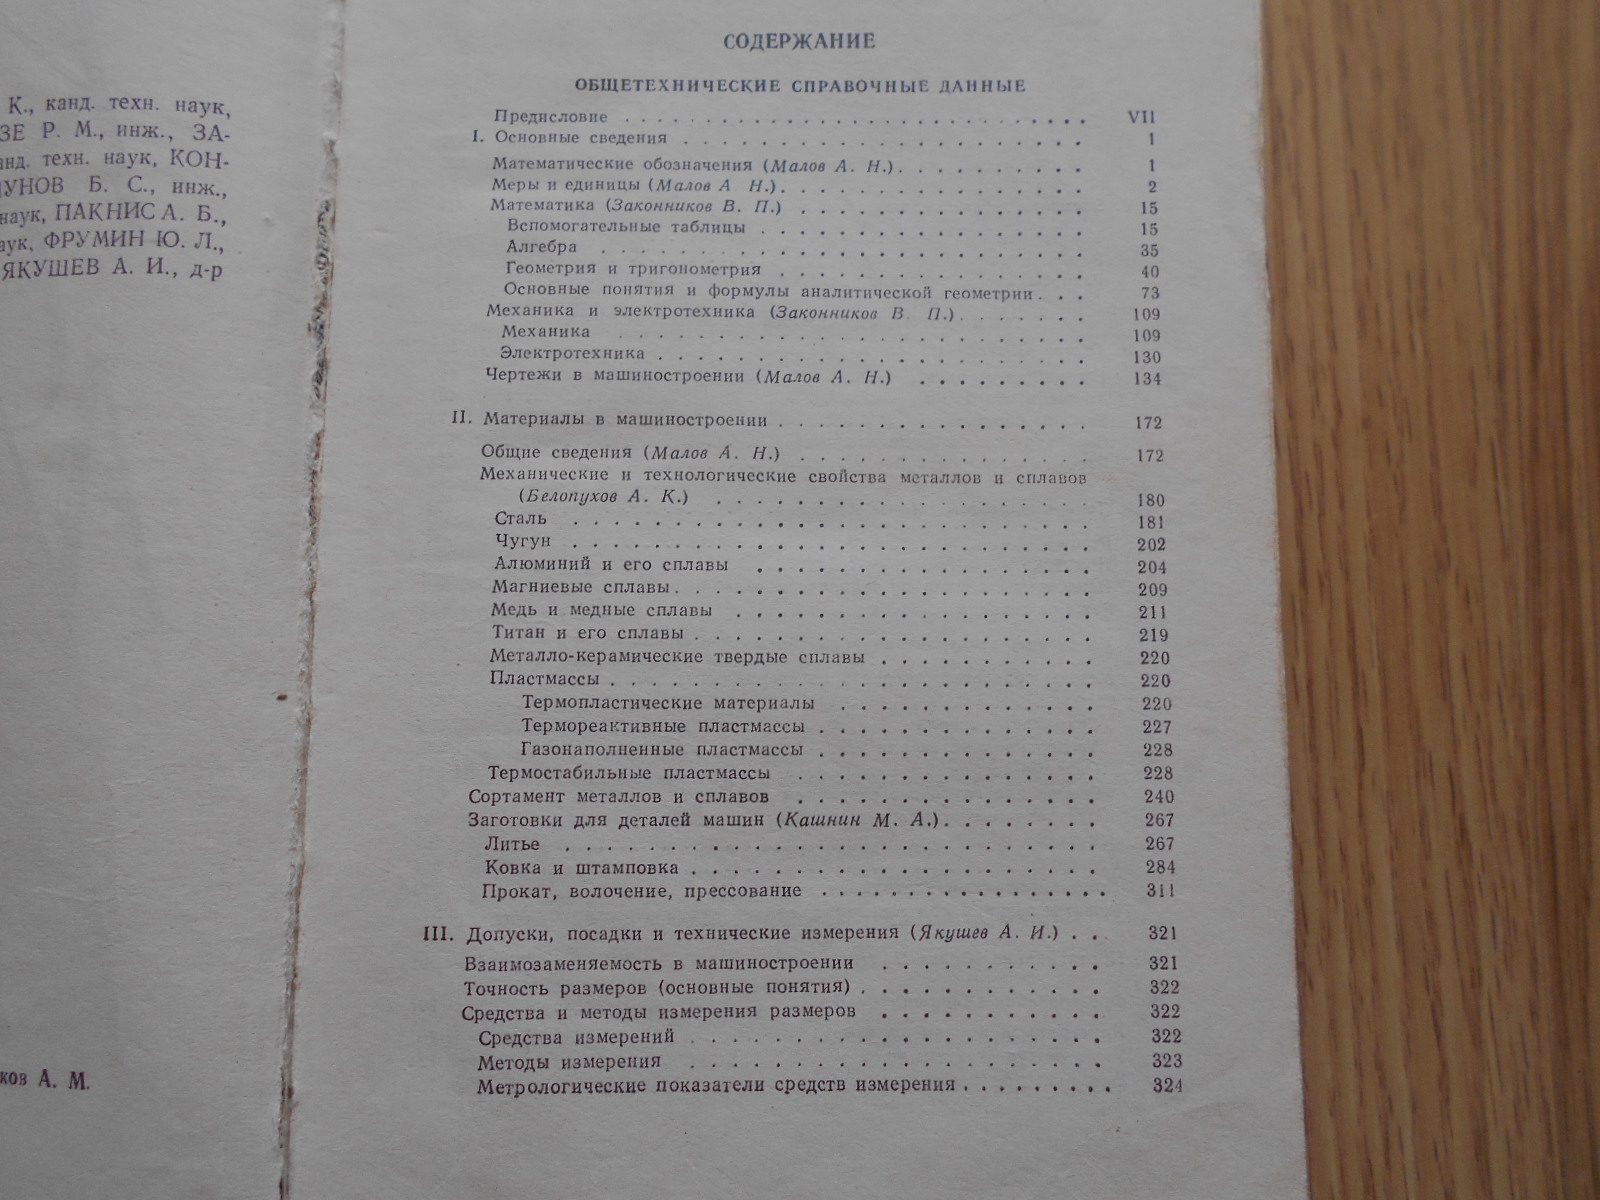 К., канд. техн. наук,
ЗЕ Р. М., инж., ЗА-
анд. техн. наук, КОН-
УНОВ Б. С., инж.,
наук, ПАКНИС А. Б.,
аук, ФРУМИН Ю. Л.,
ЯКУШЕВ А. И., д-р
ков А. М.
СОДЕРЖАНИЕ
ОБЩЕТЕХНИЧЕСКИЕ СПРАВОЧНЫЕ ДАННЫЕ
Предисловие . . . . . . . . . . VII
I. Основные сведения . . . . . . . . . . 1
Математические обозначения (Малов А. Н.) . . . . . . . . . . 1
Меры и единицы (Малов А Н.) . . . . . . . . . . 2
Математика (Законников В. П.) . . . . . . . . . . 15
Вспомогательные таблицы . . . . . . . . . . 15
Алгебра . . . . . . . . . . 35
Геометрия и тригонометрия . . . . . . . . . . 40
Основные понятия и формулы аналитической геометрии . . . 73
Механика и электротехника (Законников В. П.) . . . . . . . 109
Механика . . . . . . . . . . 109
Электротехника . . . . . . . . . . 130
Чертежи в машиностроении (Малов А. Н.) . . . . . . . . . 134
II. Материалы в машиностроении . . . . . . . . . . 172
Общие сведения (Малов А. Н.) . . . . . . . . . . 172
Механические и технологические свойства металлов и сплавов
(Белопухов А. К.) . . . . . . . . . . 180
Сталь . . . . . . . . . . 181
Чугун . . . . . . . . . . 202
Алюминий и его сплавы . . . . . . . . . . 204
Магниевые сплавы . . . . . . . . . . 209
Медь и медные сплавы . . . . . . . . . . 211
Титан и его сплавы . . . . . . . . . . 219
Металло-керамические твердые сплавы . . . . . . . . . 220
Пластмассы . . . . . . . . . . 220
Термопластические материалы . . . . . . . . . . 220
Термореактивные пластмассы . . . . . . . . . . 227
Газонаполненные пластмассы . . . . . . . . . . 228
Термостабильные пластмассы . . . . . . . . . . 228
Сортамент металлов и сплавов . . . . . . . . . . 240
Заготовки для деталей машин (Кашнин М. А.) . . . . . . . . 267
Литье . . . . . . . . . . 267
Ковка и штамповка . . . . . . . . . . 284
Прокат, волочение, прессование . . . . . . . . . . 311
III. Допуски, посадки и технические измерения (Якушев А. И.) . . . 321
Взаимозаменяемость в машиностроении . . . . . . . . . . 321
Точность размеров (основные понятия) . . . . . . . . . . 322
Средства и методы измерения размеров . . . . . . . . . . 322
Средства измерений . . . . . . . . . . 322
Методы измерения . . . . . . . . . . 323
Метрологические показатели средств измерения . . . . . . . . 324